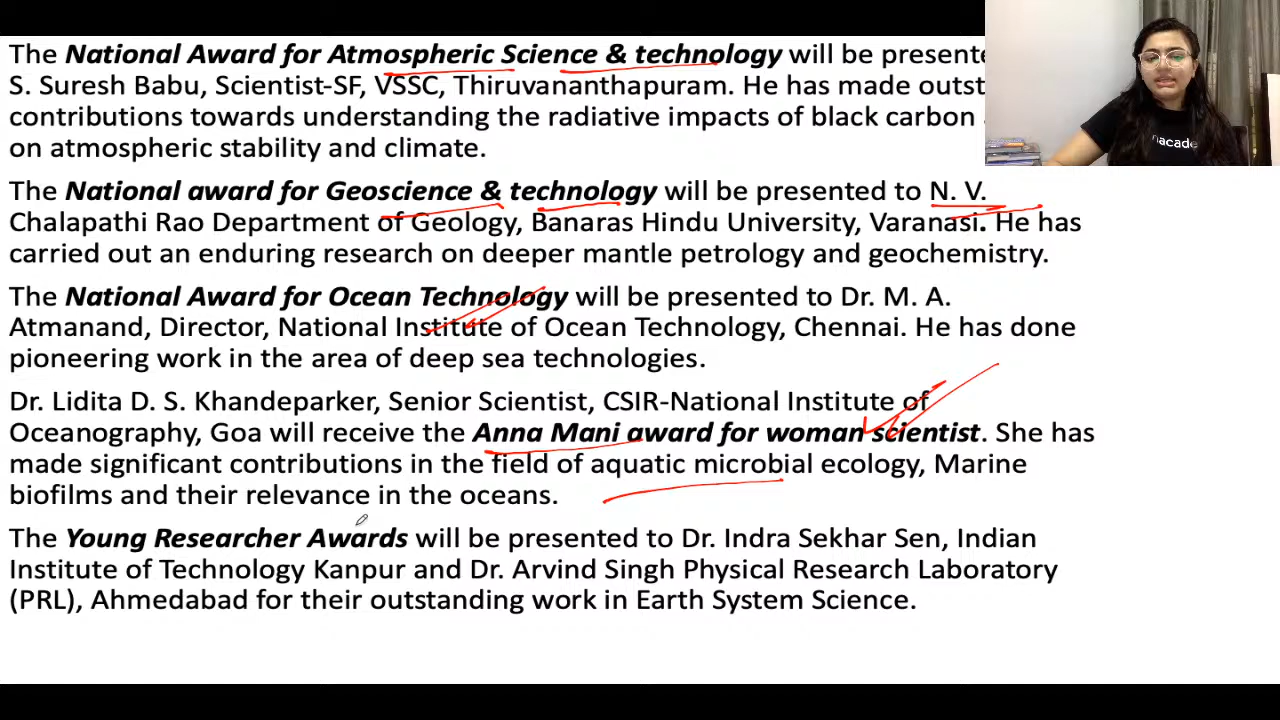 The National Award for Atmospheric Science & technology will be presente
S. Suresh Babu, Scientist-SF, VSSC, Thiruvananthapuram. He has made outst
contributions towards understanding the radiative impacts of black carbon
on atmospheric stability and climate.
The National award for Geoscience & technology will be presented to N. V.
Chalapathi Rao Department of Geology, Banaras Hindu University, Varanasi. He has
carried out an enduring research on deeper mantle petrology and geochemistry.
The National Award for Ocean Technology will be presented to Dr. M. A.
Atmanand, Director, National Institute of Ocean Technology, Chennai. He has done
pioneering work in the area of deep sea technologies.
Dr. Lidita D. S. Khandeparker, Senior Scientist, CSIR-National Institute of
Oceanography, Goa will receive the Anna Mani award for woman scientist. She has
made significant contributions in the field of aquatic microbial ecology, Marine
biofilms and their relevance in the oceans.
The Young Researcher Awards will be presented to Dr. Indra Sekhar Sen, Indian
Institute of Technology Kanpur and Dr. Arvind Singh Physical Research Laboratory
(PRL), Ahmedabad for their outstanding work in Earth System Science.